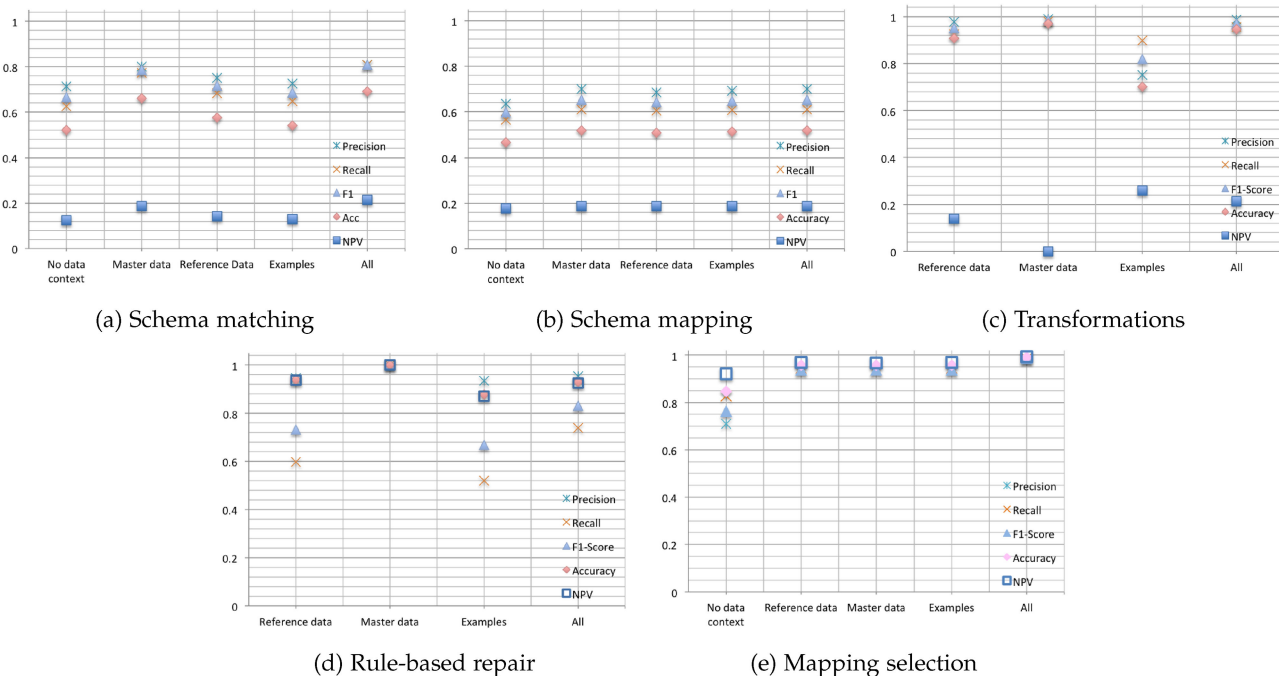 1
0.8
0.6
0.4
0.2
0
Precision
Recall
F1
Acc
NPV
No data context
Master data
Reference Data
Examples
All
(a) Schema matching
1
0.8
0.6
0.4
0.2
0
Precision
Recall
F1
Accuracy
NPV
No data context
Master data
Reference data
Examples
All
(b) Schema mapping
1
0.8
0.6
0.4
0.2
0
Precision
Recall
F1-Score
Accuracy
NPV
Reference data
Master data
Examples
All
(c) Transformations
1
0.8
0.6
0.4
0.2
0
Precision
Recall
F1-Score
Accuracy
NPV
Reference data
Master data
Examples
All
(d) Rule-based repair
1
0.8
0.6
0.4
0.2
0
Precision
Recall
F1-Score
Accuracy
NPV
No data context
Reference data
Master data
Examples
All
(e) Mapping selection